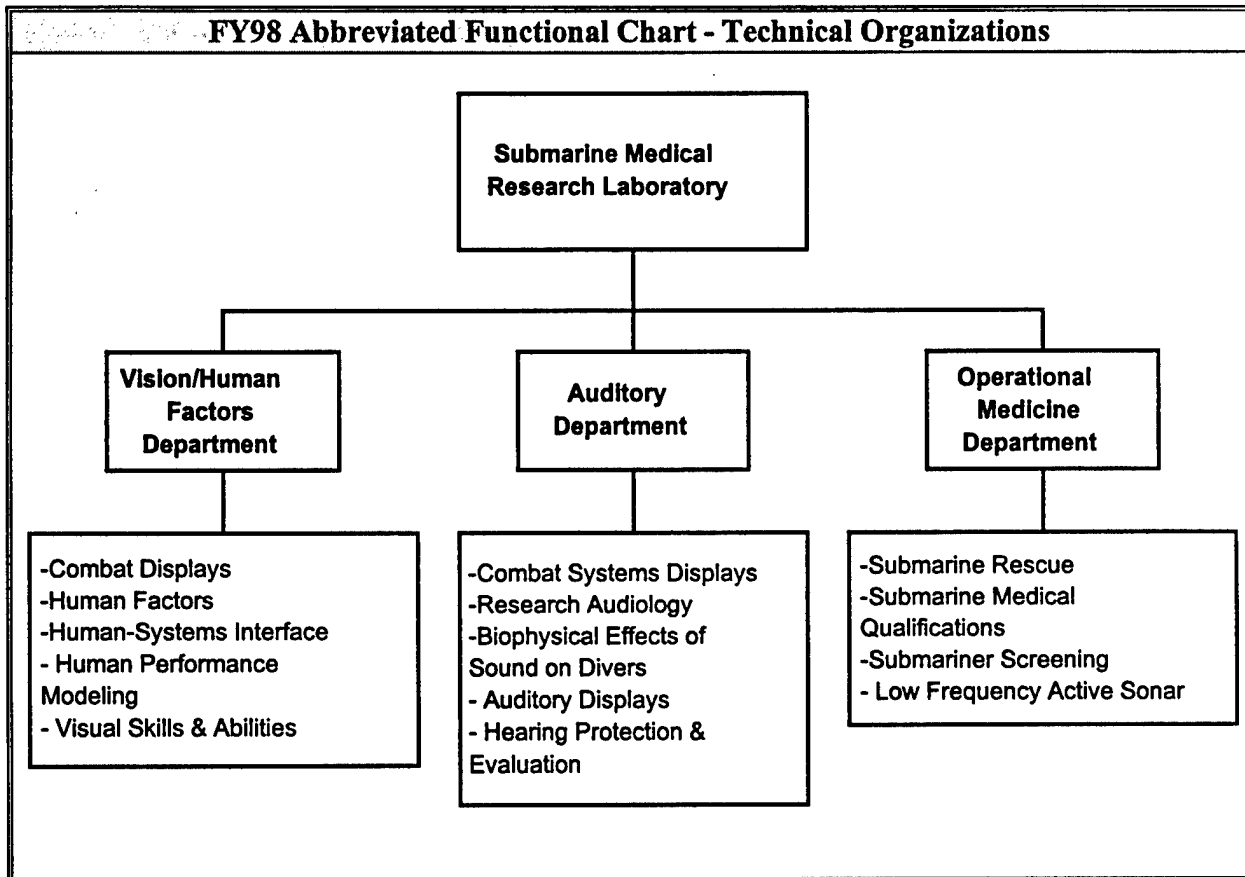 FY98 Abbreviated Functional Chart - Technical Organizations
Submarine Medical
Research Laboratory
Vision/Human
Factors
Department
Auditory
Department
Operational
Medicine
Department
-Combat Displays
-Human Factors
-Human-Systems Interface
- Human Performance
Modeling
- Visual Skills & Abilities
-Combat Systems Displays
-Research Audiology
-Biophysical Effects of
Sound on Divers
- Auditory Displays
- Hearing Protection &
Evaluation
-Submarine Rescue
-Submarine Medical
Qualifications
-Submariner Screening
- Low Frequency Active Sonar